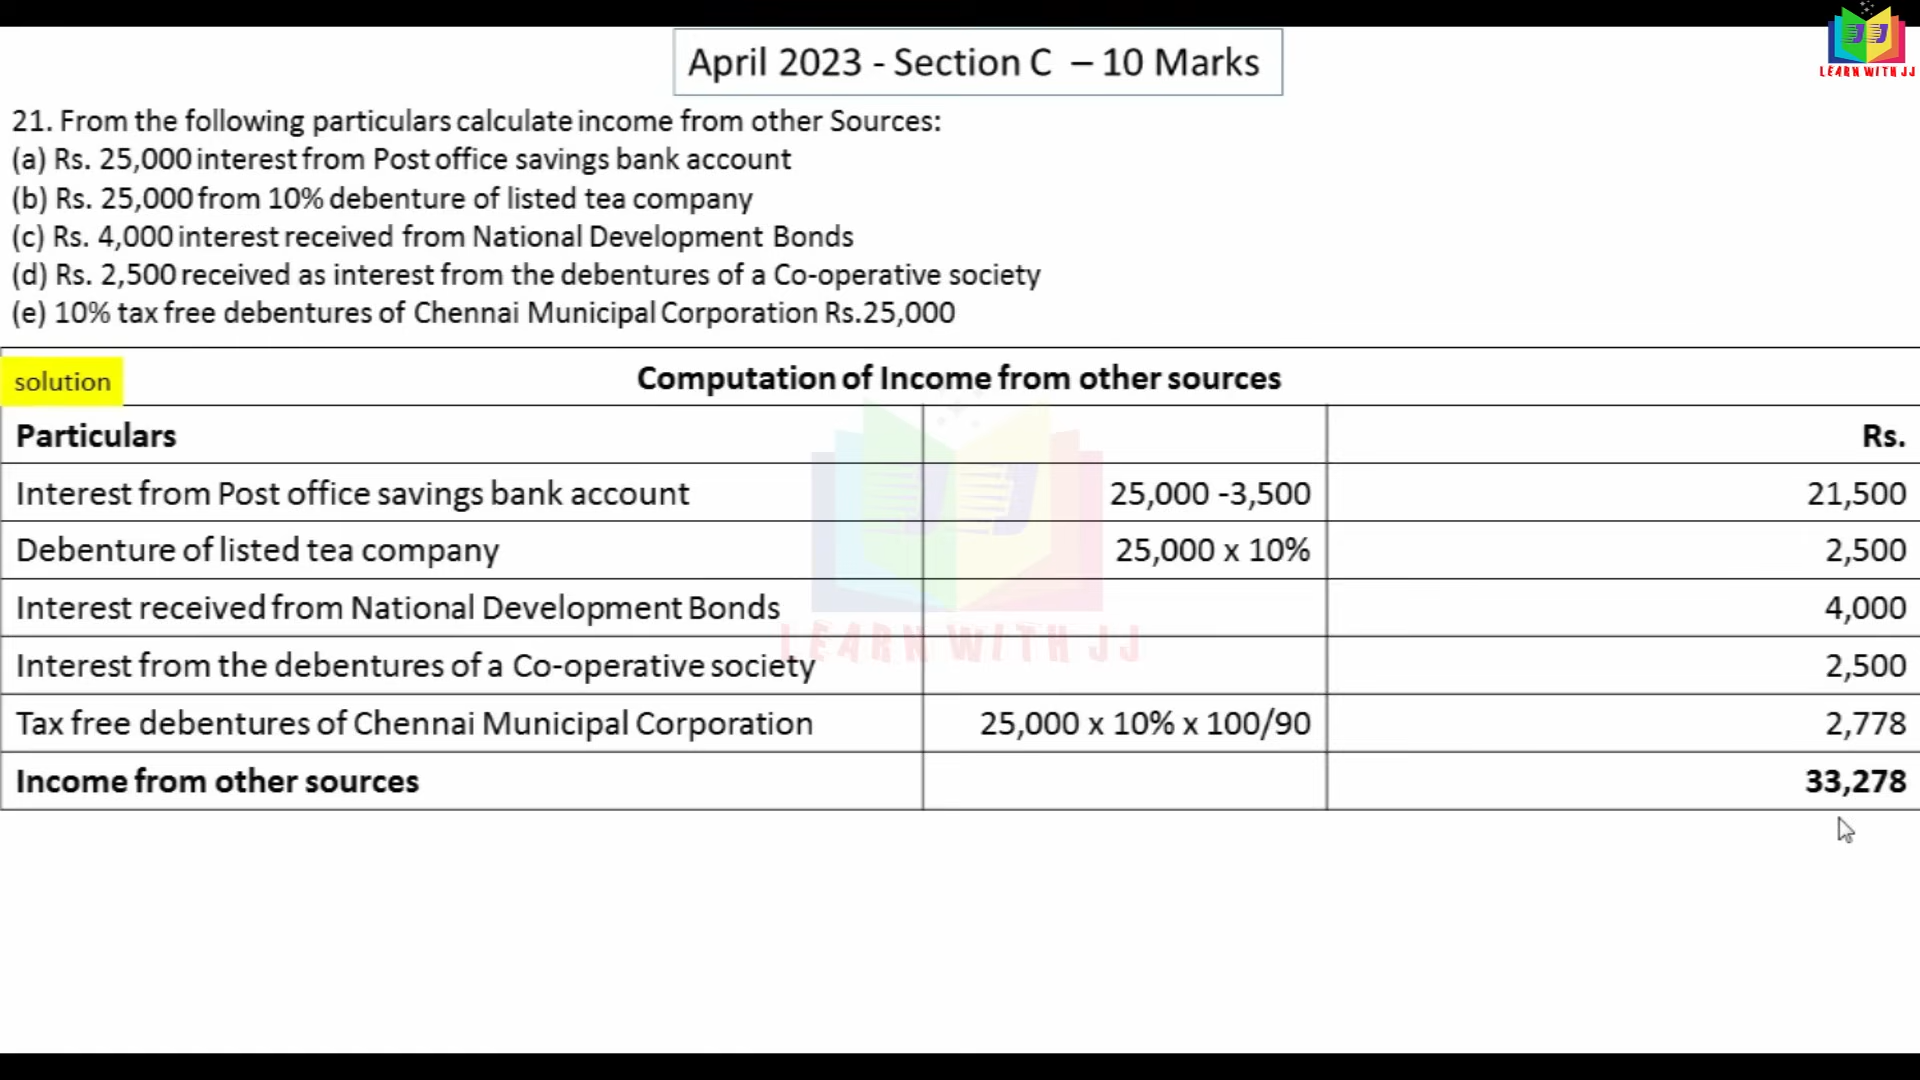 April 2023 - Section C – 10 Marks
LEARN WITH JJ
21. From the following particulars calculate income from other Sources:
(a) Rs. 25,000 interest from Post office savings bank account
(b) Rs. 25,000 from 10% debenture of listed tea company
(c) Rs. 4,000 interest received from National Development Bonds
(d) Rs. 2,500 received as interest from the debentures of a Co-operative society
(e) 10% tax free debentures of Chennai Municipal Corporation Rs.25,000
solution Computation of Income from other sources
Particulars Rs.
Interest from Post office savings bank account 25,000 -3,500 21,500
Debenture of listed tea company 25,000 x 10% 2,500
Interest received from National Development Bonds 4,000
LEARN WITH JJ
Interest from the debentures of a Co-operative society 2,500
Tax free debentures of Chennai Municipal Corporation 25,000 x 10% x 100/90 2,778
Income from other sources 33,278